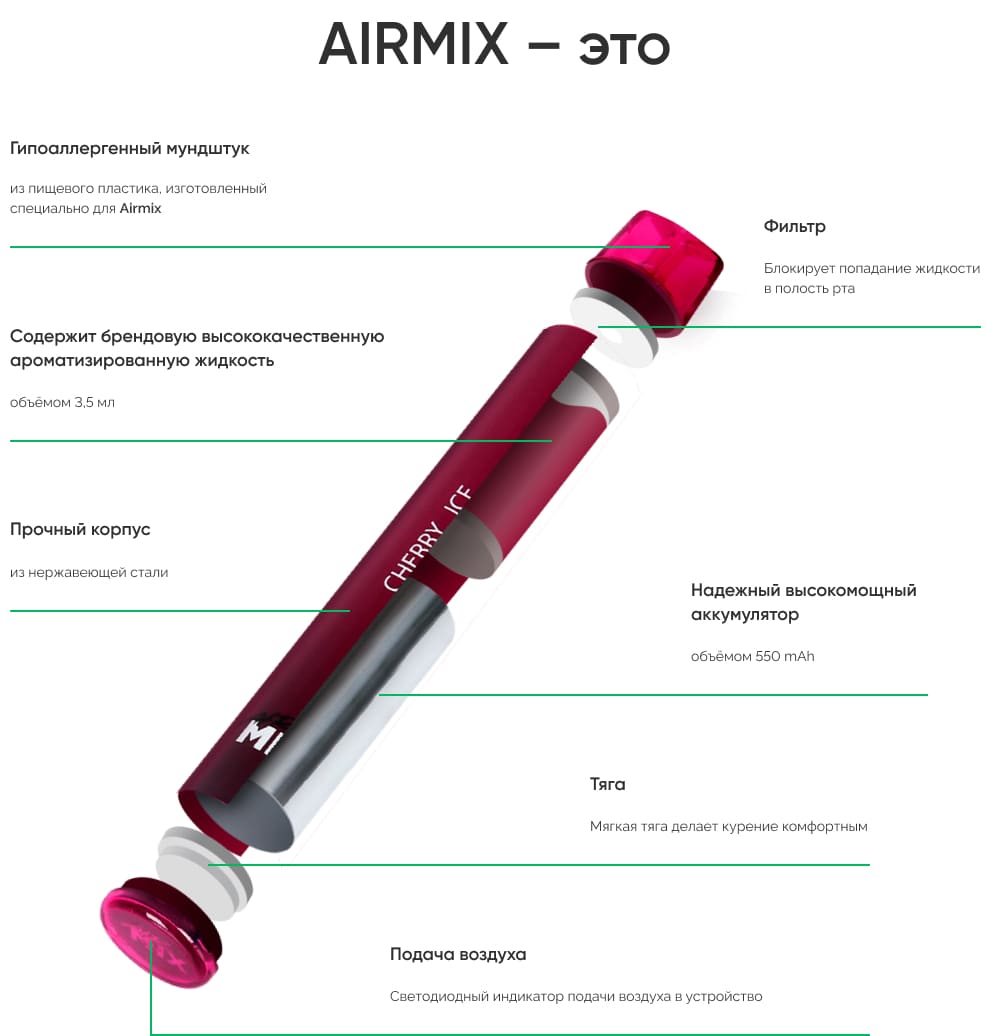 AIRMIX – это
Гипоаллергенный мундштук
из пищевого пластика, изготовленный
специально для Airmix
Фильтр
Блокирует попадание жидкости
в полость рта
Содержит брендовую высококачественную
ароматизированную жидкость
объёмом 3,5 мл
CHERRY ICE
Прочный корпус
из нержавеющей стали
Надежный высокомощный
аккумулятор
объёмом 550 mAh
Тяга
Мягкая тяга делает курение комфортным
MIX
Подача воздуха
Светодиодный индикатор подачи воздуха в устройство